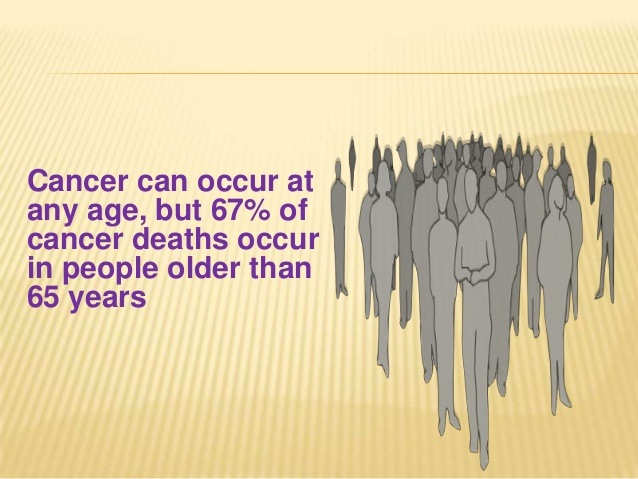 Cancer can occur at
any age, but 67% of
cancer deaths occur
in people older than
65 years